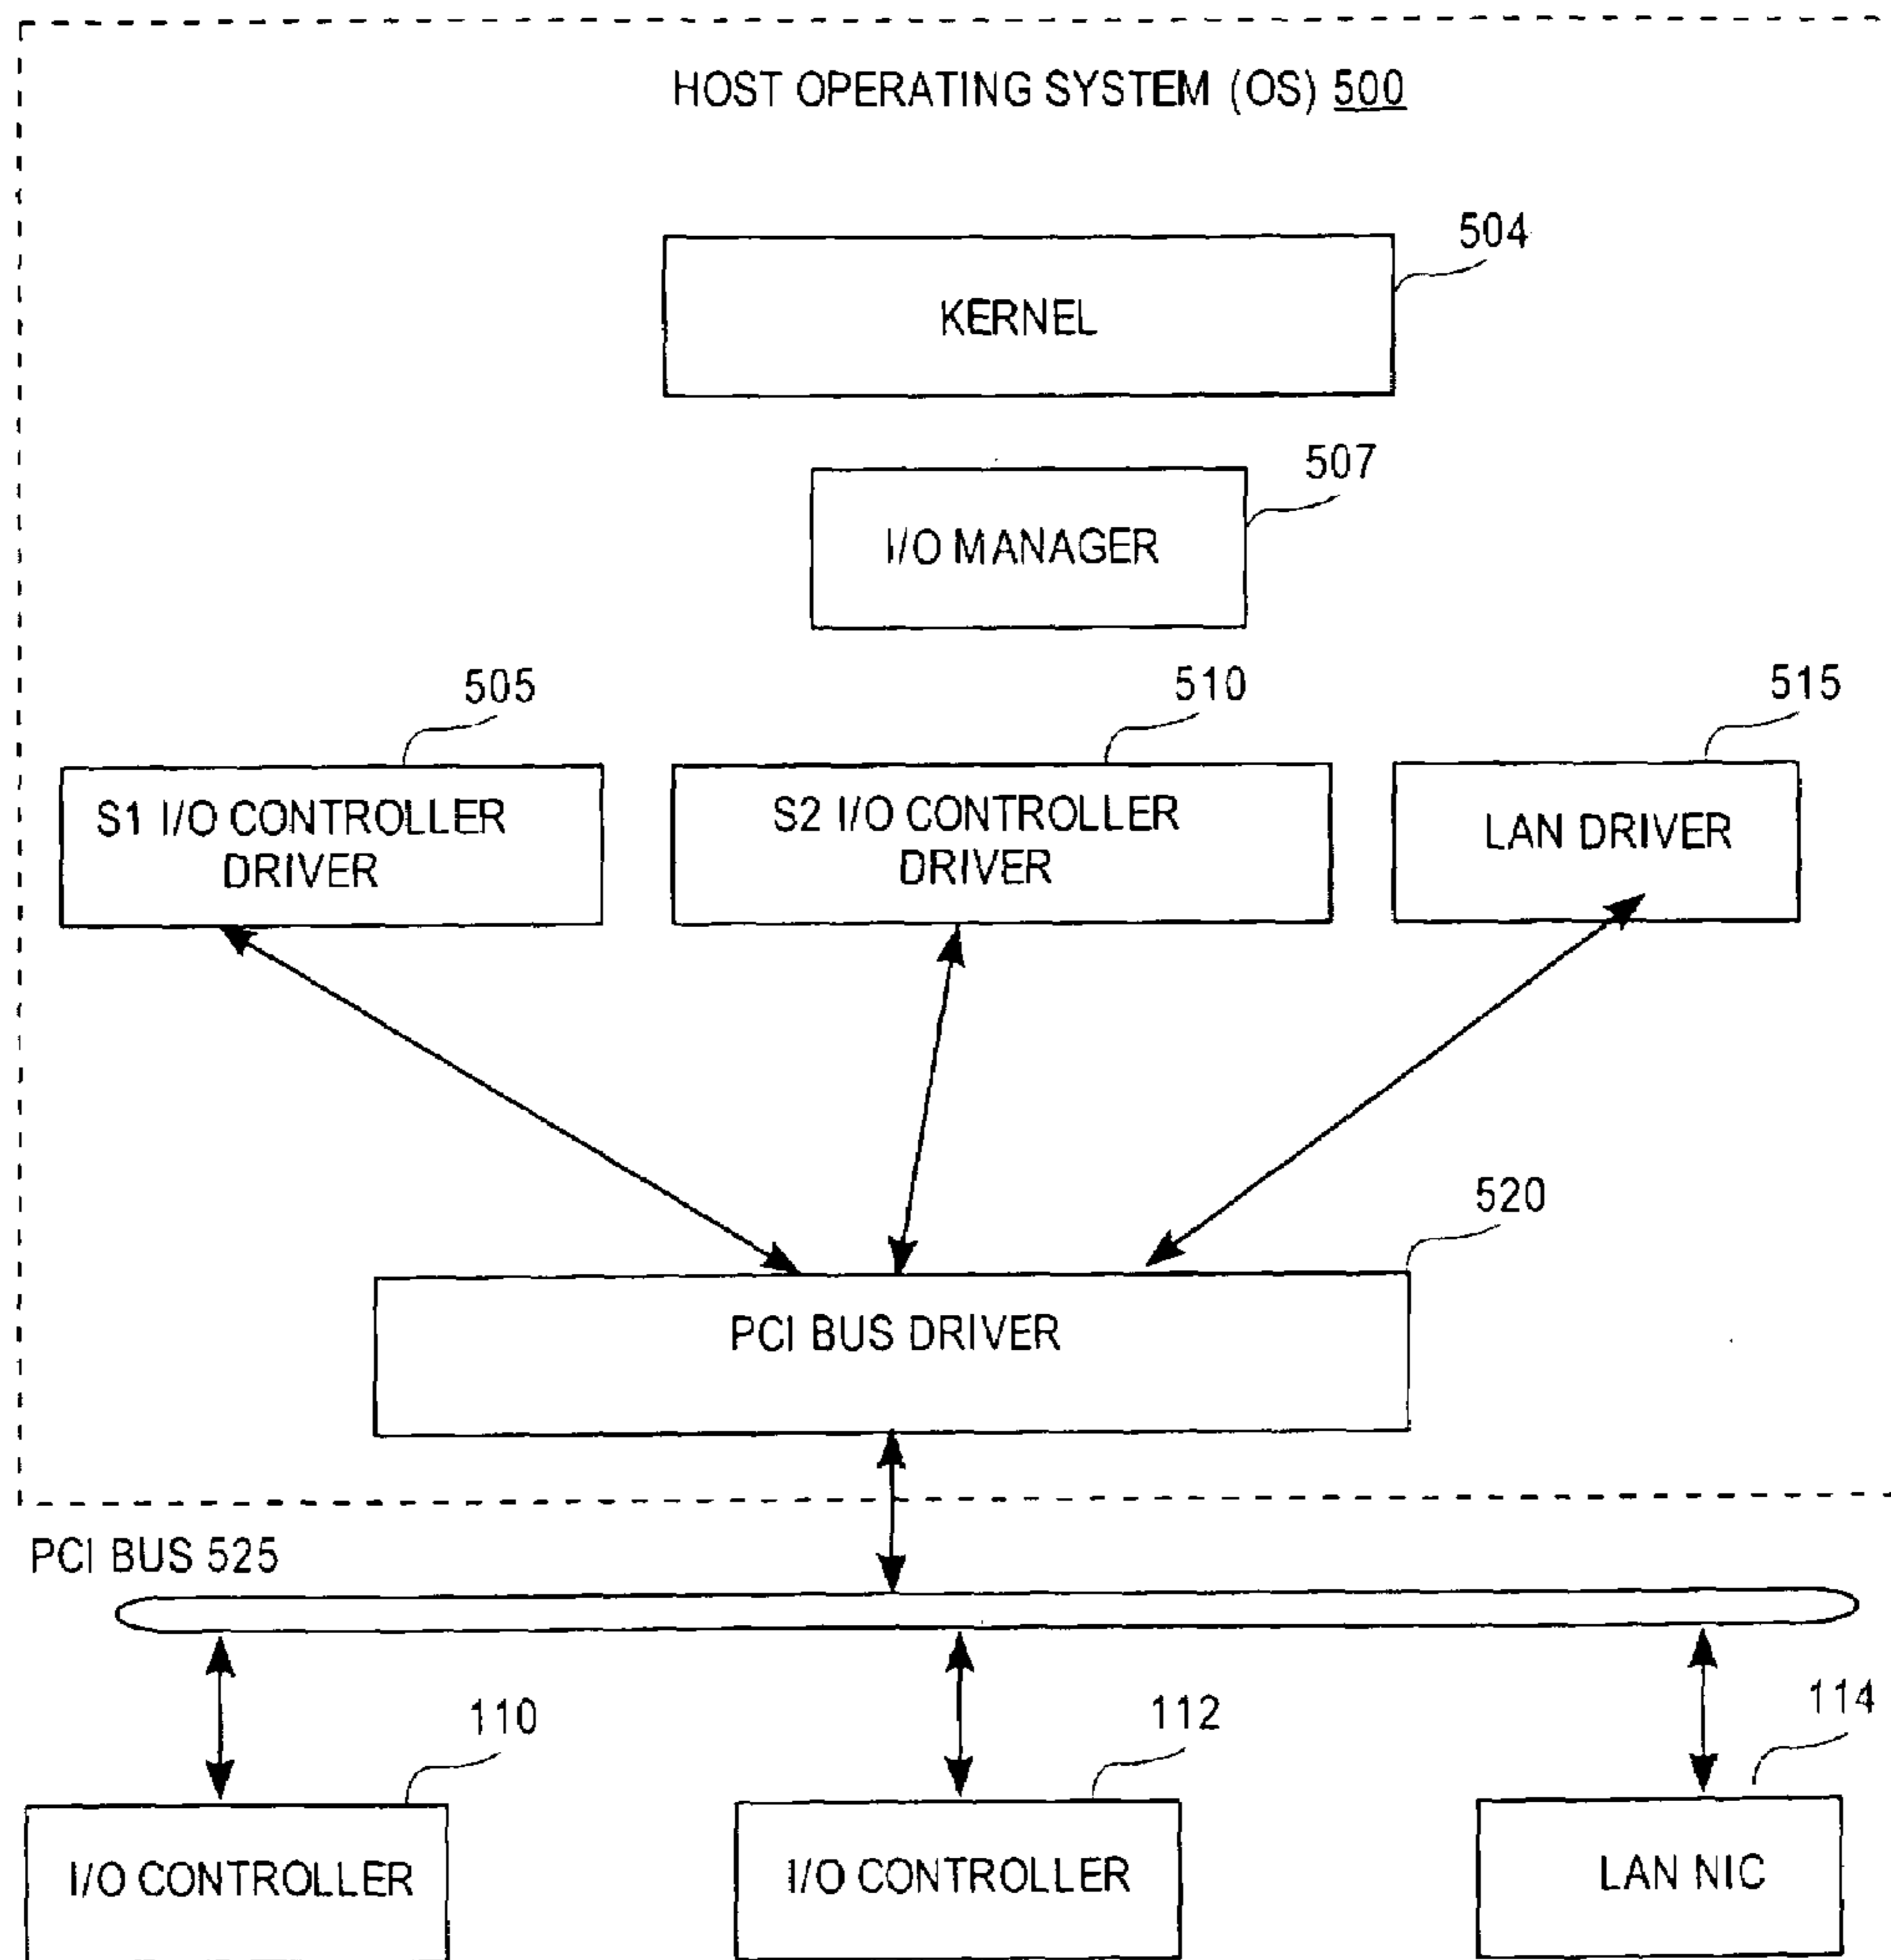 HOST OPERATING SYSTEM (OS) 500
504
KERNEL
507
I/O MANAGER
505
510
515
S1 I/O CONTROLLER
DRIVER
S2 I/O CONTROLLER
DRIVER
LAN DRIVER
520
PCI BUS DRIVER
PCI BUS 525
110
112
114
I/O CONTROLLER
I/O CONTROLLER
LAN NIC